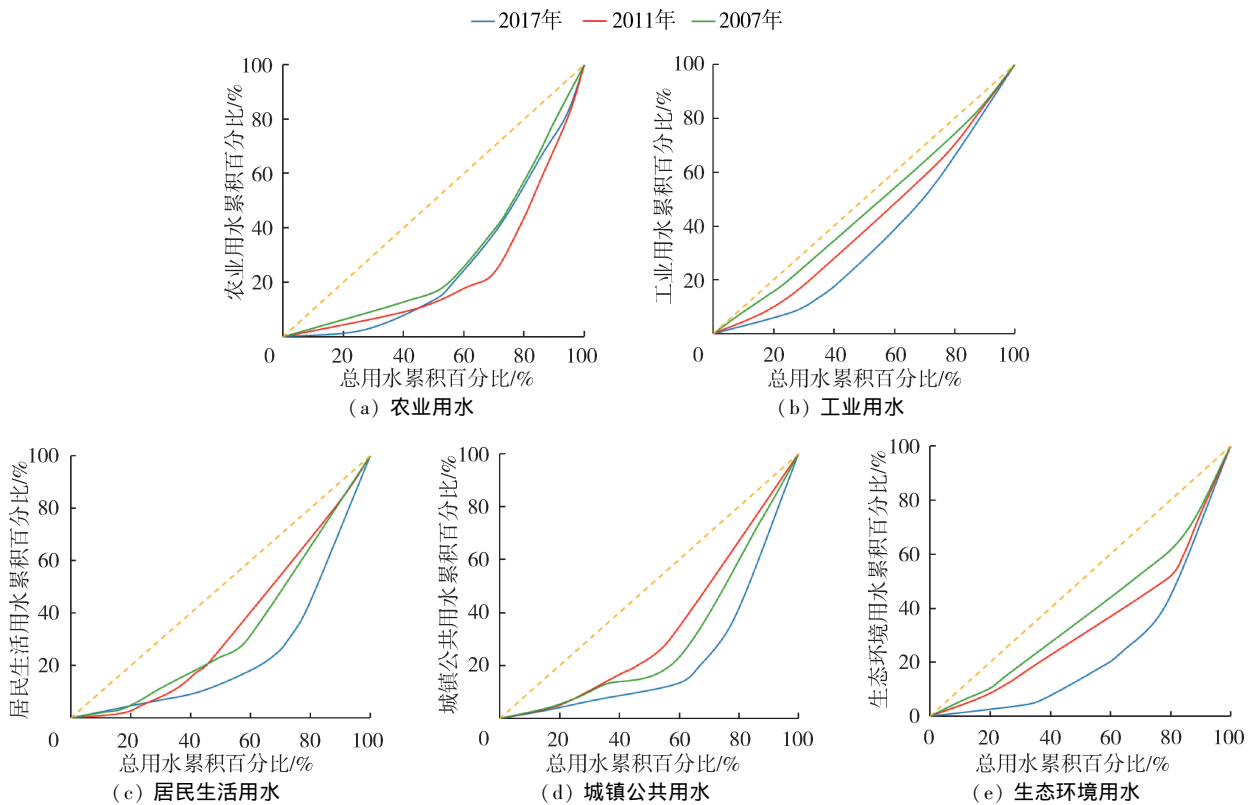 2017年 2011年 2007年
农业用水累积百分比/%
100
80
60
40
20
0 20 40 60 80 100
总用水累积百分比/%
(a) 农业用水
工业用水累积百分比/%
100
80
60
40
20
0 20 40 60 80 100
总用水累积百分比/%
(b) 工业用水
居民生活用水累积百分比/%
100
80
60
40
20
0 20 40 60 80 100
总用水累积百分比/%
(c) 居民生活用水
城镇公共用水累积百分比/%
100
80
60
40
20
0 20 40 60 80 100
总用水累积百分比/%
(d) 城镇公共用水
生态环境用水累积百分比/%
100
80
60
40
20
0
0 20 40 60 80 100
总用水累积百分比/%
(e) 生态环境用水